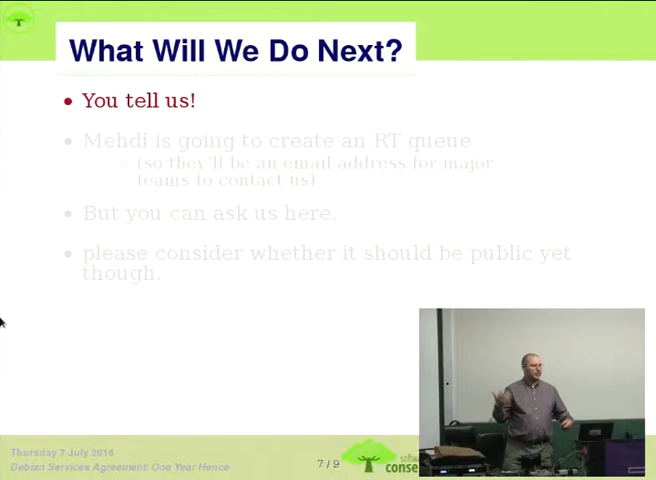 What Will We Do Next?
• You tell us!
• Mehdi is going to create an RT queue
(so they'll be an email address for major
teams to contact us)
• But you can ask us here.
• please consider whether it should be public yet
though.
Thursday 7 July 2016
Debian Services Agreement: One Year Hence
7 / 9